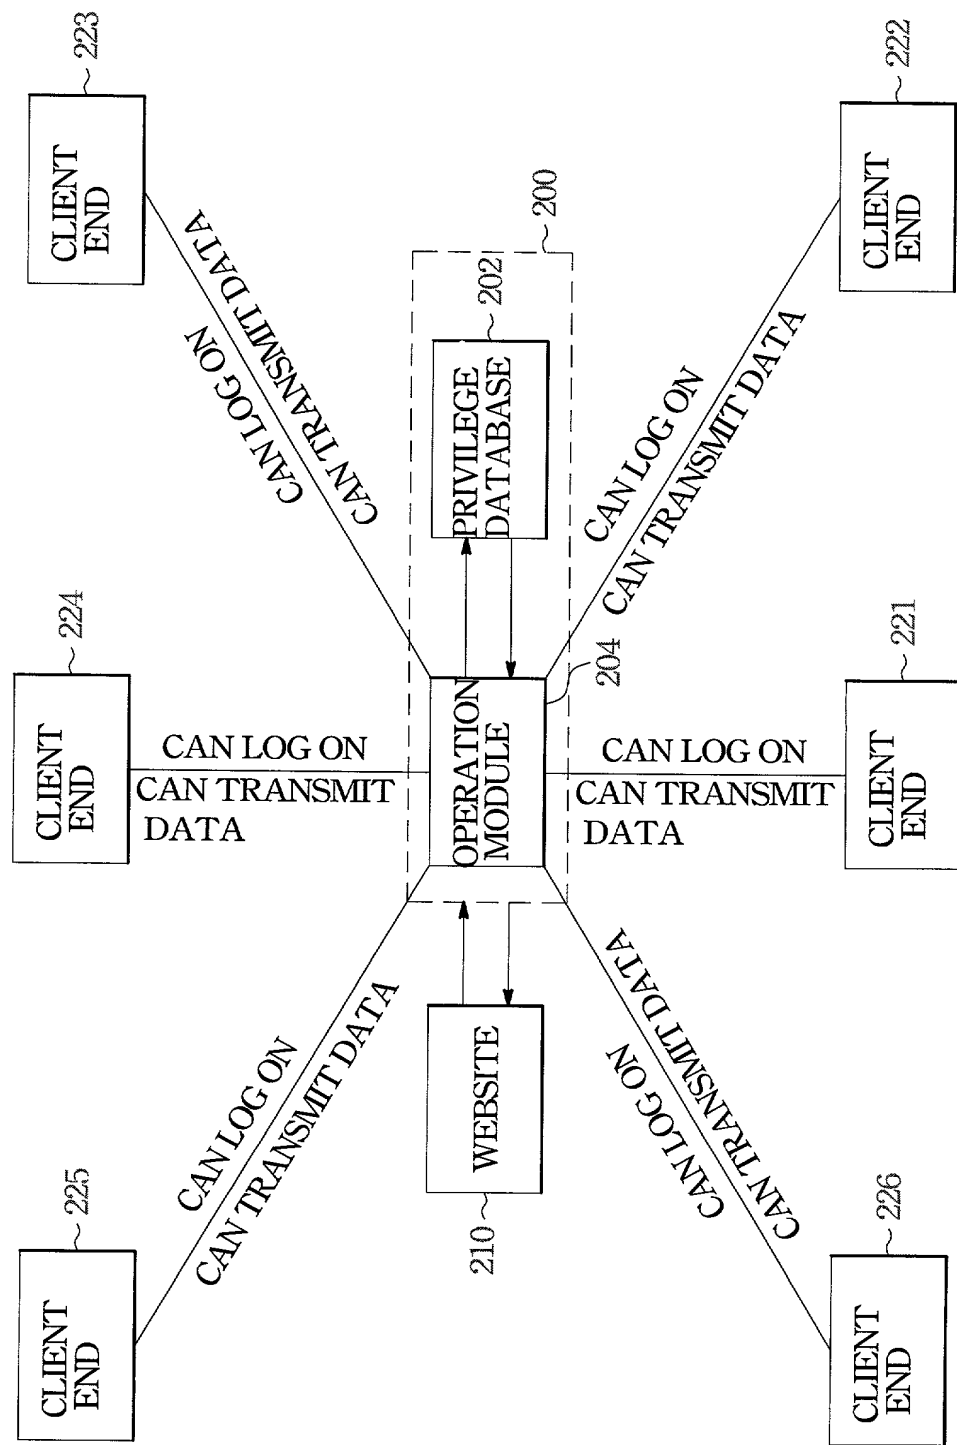 225
CLIENT
END
CAN LOG ON
CAN TRANSMIT DATA
224
CLIENT
END
CAN LOG ON
CAN TRANSMIT
DATA
223
CLIENT
END
CAN LOG ON
CAN TRANSMIT DATA
210
WEBSITE
OPERATION
MODULE
204
PRIVILEGE
DATABASE
202
200
226
CLIENT
END
CAN LOG ON
CAN TRANSMIT DATA
221
CLIENT
END
CAN LOG ON
CAN TRANSMIT
DATA
222
CLIENT
END
CAN LOG ON
CAN TRANSMIT DATA